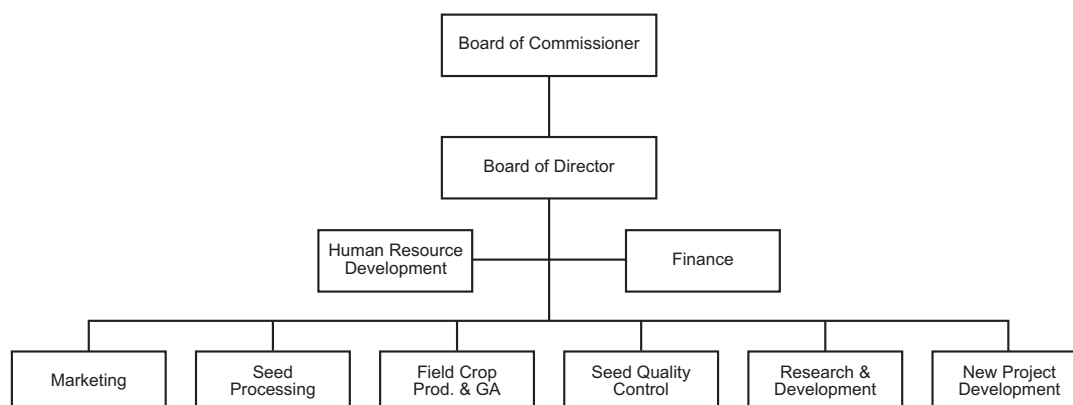 Board of Commissioner
Board of Director
Human Resource
Development
Finance
Marketing
Seed
Processing
Field Crop
Prod. & GA
Seed Quality
Control
Research &
Development
New Project
Development